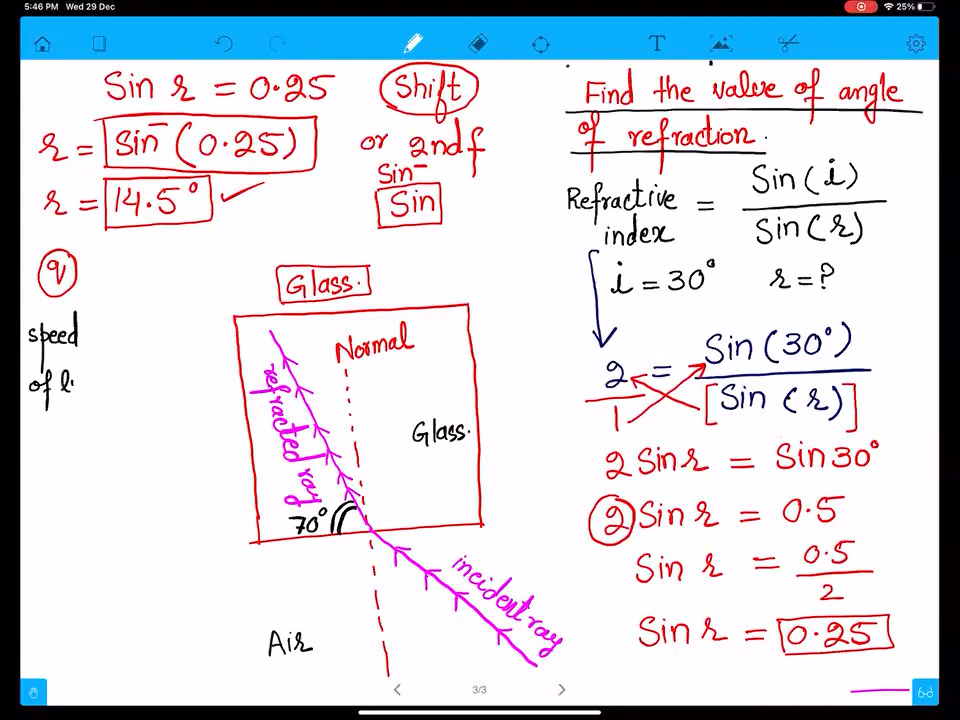 5:46 PM Wed 29 Dec
25%
T
Sin r = 0.25
r = Sin⁻ (0.25)
r = 14.5° ✓
Shift
or 2ndf
Sin⁻
Sin
Find the value of angle
of refraction.
Refractive index = Sin(i) / Sin(r)
i = 30° r = ?
2/1 = Sin(30°) / [Sin(r)]
2 Sin r = Sin 30°
2 Sin r = 0.5
Sin r = 0.5 / 2
Sin r = 0.25
9
speed
of li
Glass.
Normal
refracted ray
Glass.
70°
incident ray
Air
3/3